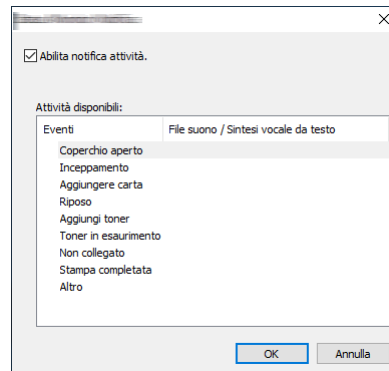 Abilita notifica attività.
Attività disponibili:
Eventi File suono / Sintesi vocale da testo
Coperchio aperto
Inceppamento
Aggiungere carta
Riposo
Aggiungi toner
Toner in esaurimento
Non collegato
Stampa completata
Altro
OK Annulla